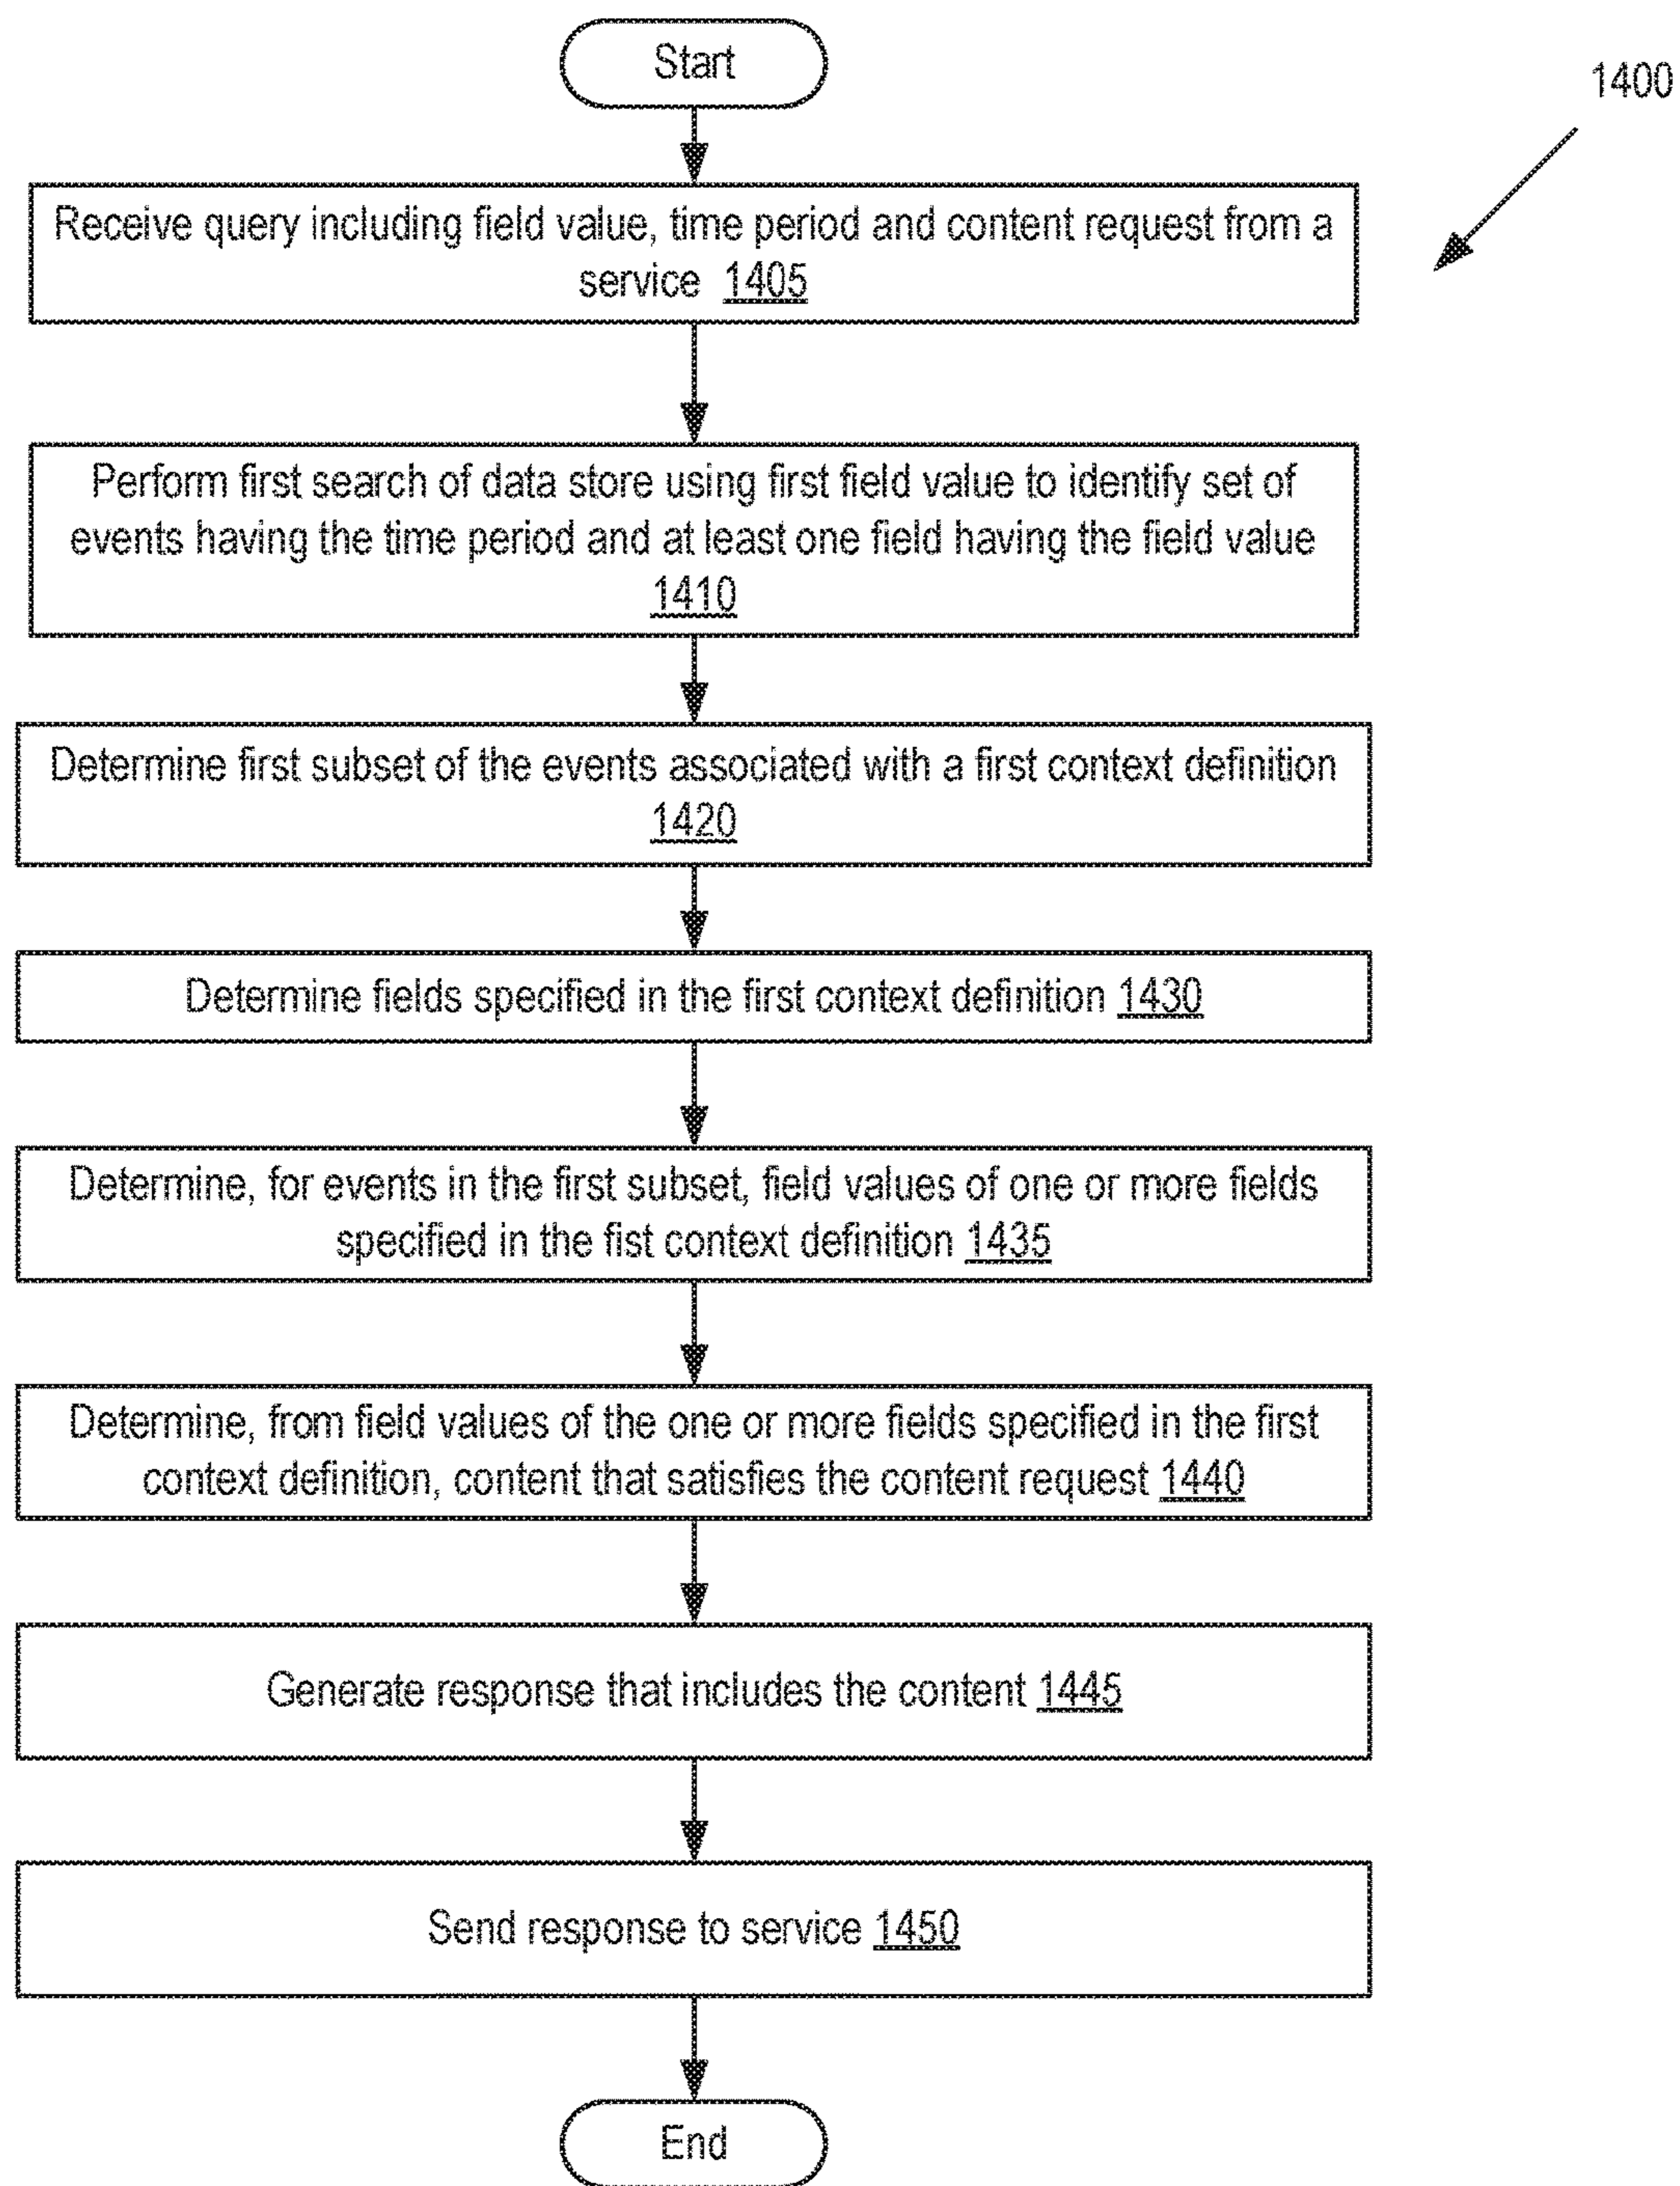 Start
1400
Receive query including field value, time period and content request from a
service 1405
Perform first search of data store using first field value to identify set of
events having the time period and at least one field having the field value
1410
Determine first subset of the events associated with a first context definition
1420
Determine fields specified in the first context definition 1430
Determine, for events in the first subset, field values of one or more fields
specified in the fist context definition 1435
Determine, from field values of the one or more fields specified in the first
context definition, content that satisfies the content request 1440
Generate response that includes the content 1445
Send response to service 1450
End